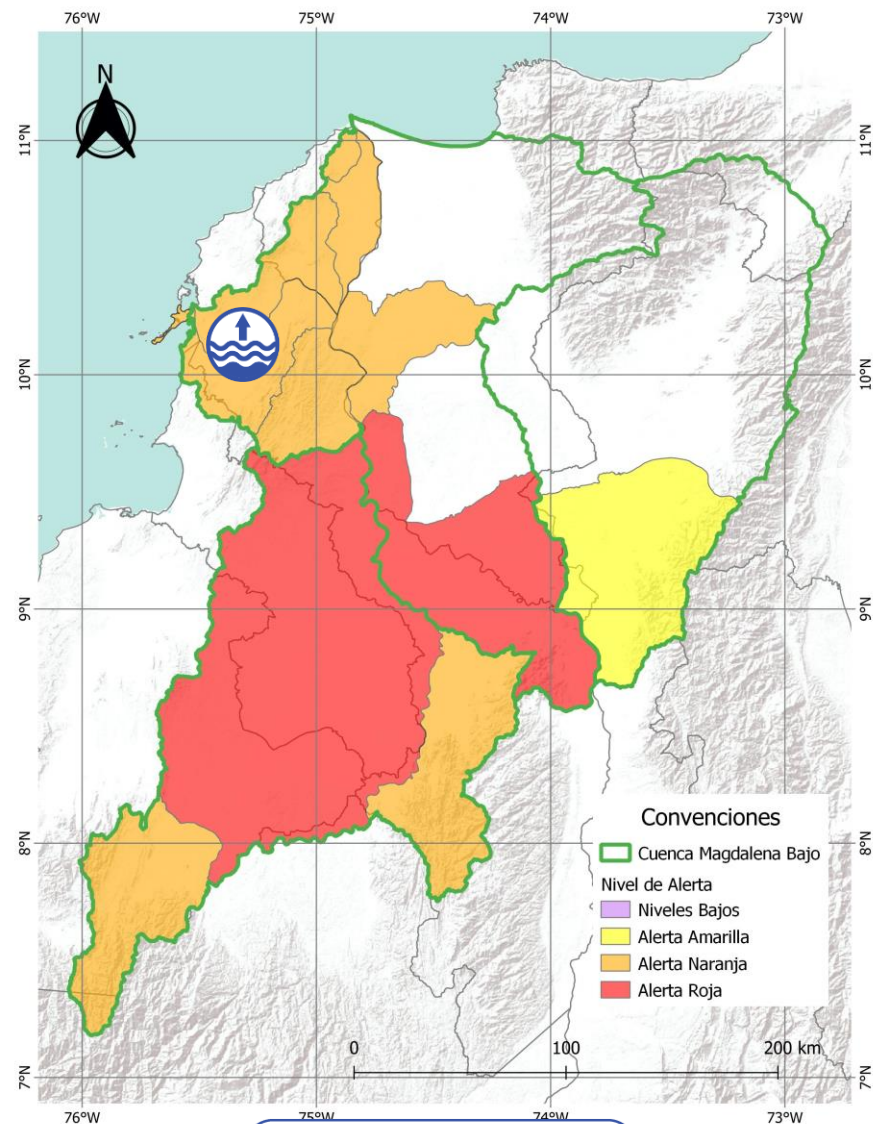 76°W 75°W 74°W 73°W
N
11°N 11°N
10°N 10°N
9°N 9°N
8°N 8°N
7°N 7°N
Convenciones
Cuenca Magdalena Bajo
Nivel de Alerta
Niveles Bajos
Alerta Amarilla
Alerta Naranja
Alerta Roja
0 100 200 km
76°W 75°W 74°W 73°W